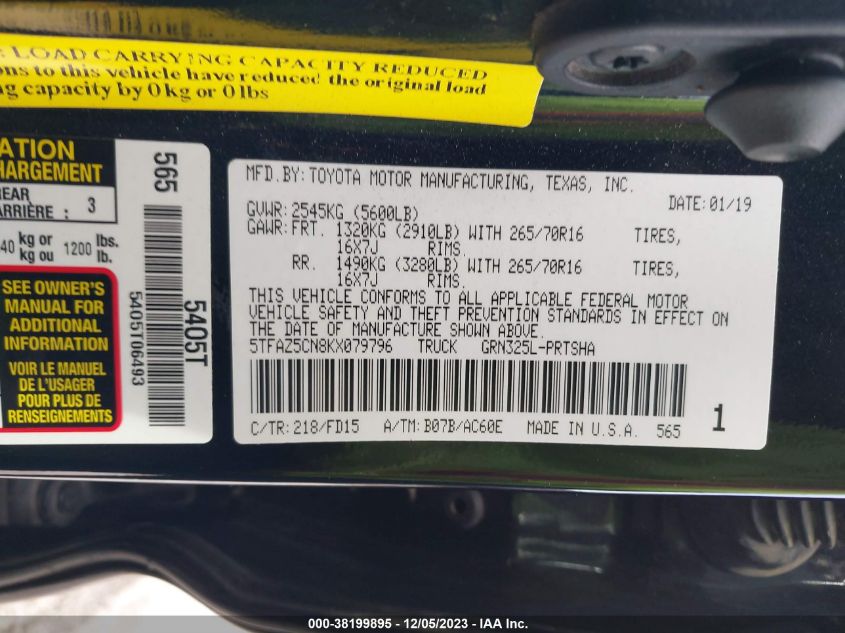 LOAD CARRYING CAPACITY REDUCED
to this vehicle have reduced the original load
capacity by 0 kg or 0 lbs
565
REAR
ARRIÈRE : 3
kg or 1200 lbs.
kg ou lb.
SEE OWNER'S
MANUAL FOR
ADDITIONAL
INFORMATION
VOIR LE MANUEL
DE L'USAGER
POUR PLUS DE
RENSEIGNEMENTS
5405T06493
5405T
MFD.BY:TOYOTA MOTOR MANUFACTURING, TEXAS, INC.
DATE:01/19
GVWR:2545KG (5600LB)
GAWR:FRT. 1320KG (2910LB) WITH 265/70R16 TIRES,
16X7J RIMS.
RR. 1490KG (3280LB) WITH 265/70R16 TIRES,
16X7J RIMS.
THIS VEHICLE CONFORMS TO ALL APPLICABLE FEDERAL MOTOR
VEHICLE SAFETY AND THEFT PREVENTION STANDARDS IN EFFECT ON
THE DATE OF MANUFACTURE SHOWN ABOVE.
5TFAZ5CN8KX079796 TRUCK GRN325L-PRTSHA
C/TR:218/FD15 A/TM:B07B/AC60E MADE IN U.S.A. 565
1
000-38199895 - 12/05/2023 - IAA Inc.